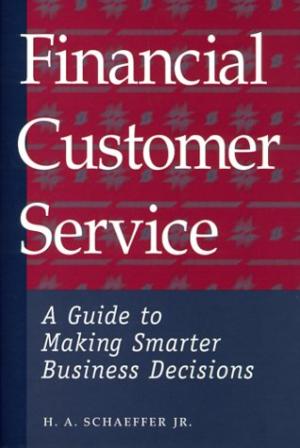 Financial
Customer
Service
A Guide to
Making Smarter
Business Decisions
H. A. SCHAEFFER JR.